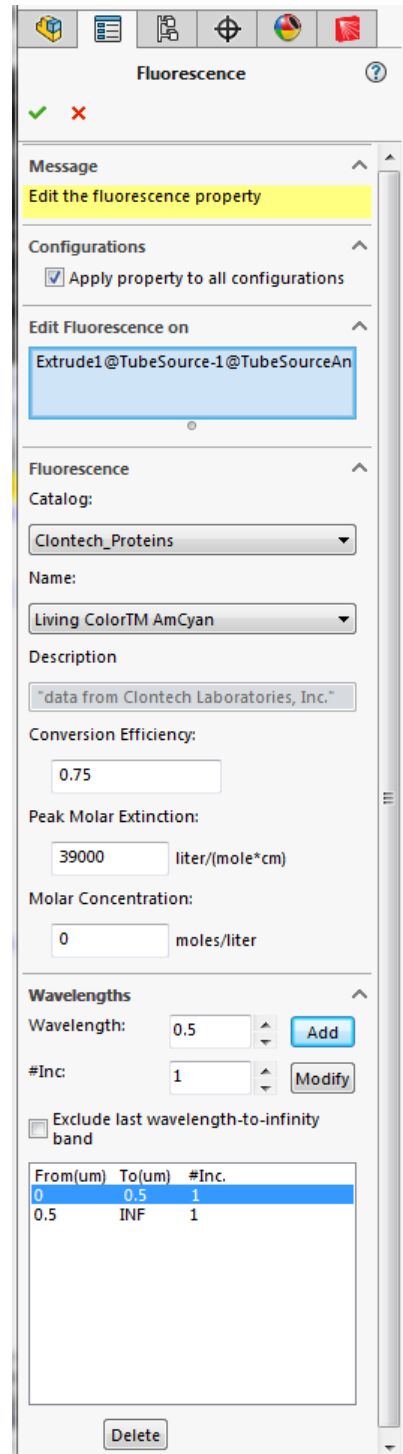 Fluorescence
Message
Edit the fluorescence property
Configurations
Apply property to all configurations
Edit Fluorescence on
Extrude1@TubeSource-1@TubeSourceAn
Fluorescence
Catalog:
Clontech_Proteins
Name:
Living ColorTM AmCyan
Description
"data from Clontech Laboratories, Inc."
Conversion Efficiency:
0.75
Peak Molar Extinction:
39000 liter/(mole*cm)
Molar Concentration:
0 moles/liter
Wavelengths
Wavelength: 0.5 Add
#Inc: 1 Modify
Exclude last wavelength-to-infinity
band
From(um) To(um) #Inc.
0 0.5 1
0.5 INF 1
Delete